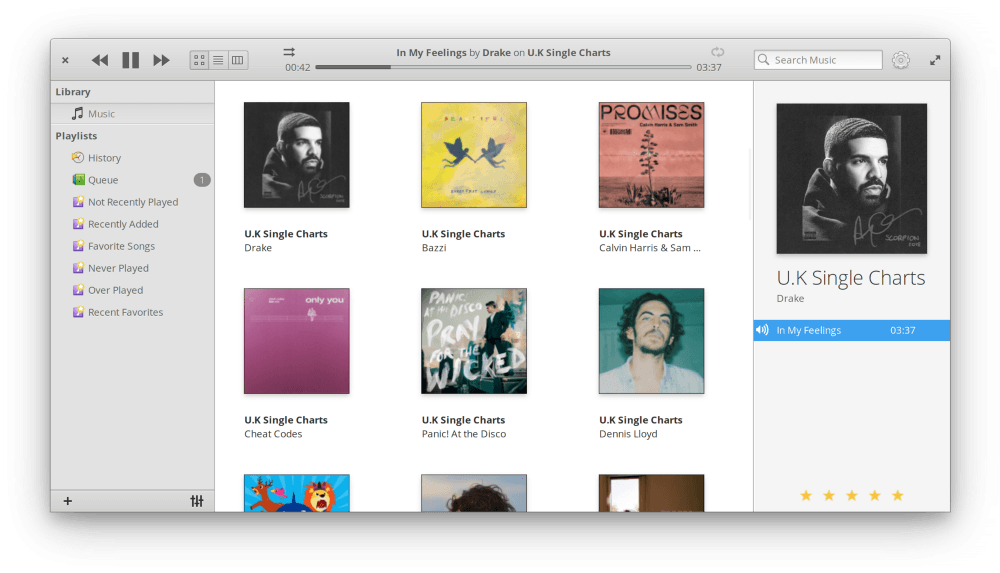 In My Feelings by Drake on U.K Single Charts
00:42
03:37
Search Music
Library
Music
Playlists
History
Queue
1
Not Recently Played
Recently Added
Favorite Songs
Never Played
Over Played
Recent Favorites
U.K Single Charts
Drake
BEAUTIFUL
U.K Single Charts
Bazzi
PROMISES
Calvin Harris & Sam Smith
U.K Single Charts
Calvin Harris & Sam ...
only you
U.K Single Charts
Cheat Codes
PANIC!
AT THE DISCO
PRAY
FOR THE
WICKED
U.K Single Charts
Panic! At the Disco
U.K Single Charts
Dennis Lloyd
SCORPION
2018
U.K Single Charts
Drake
In My Feelings 03:37